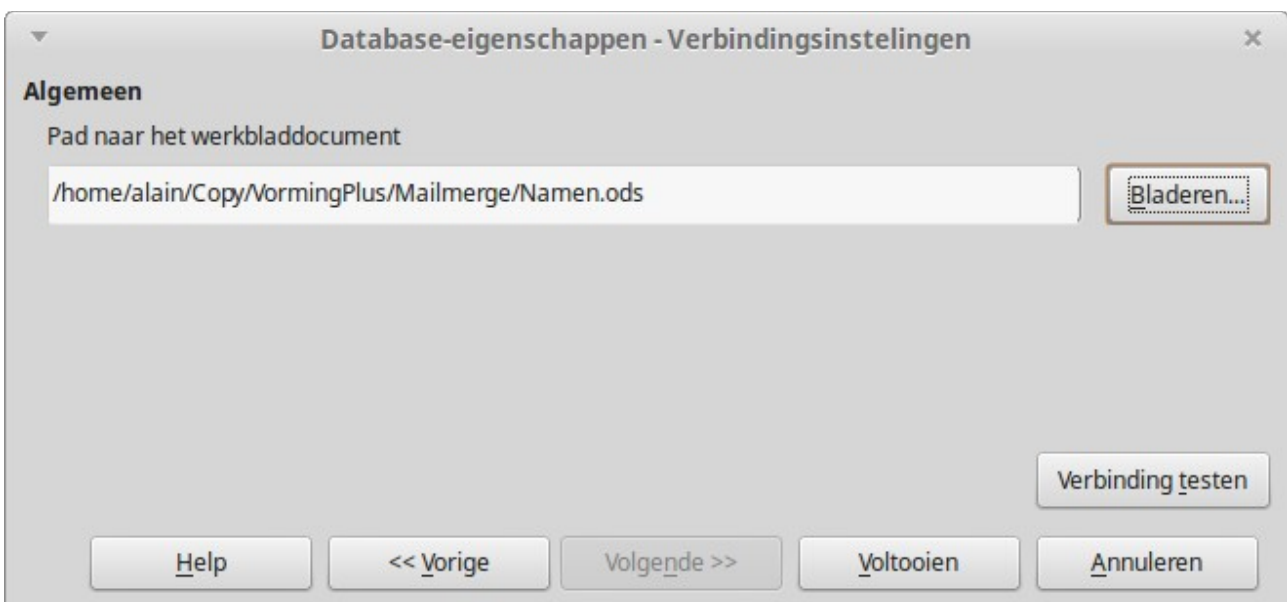 Database-eigenschappen - Verbindingsinstelingen
Algemeen
Pad naar het werkbladdocument
/home/alain/Copy/VormingPlus/Mailmerge/Namen.ods
Bladeren...
Verbinding testen
Help
<< Vorige
Volgende >>
Voltooien
Annuleren